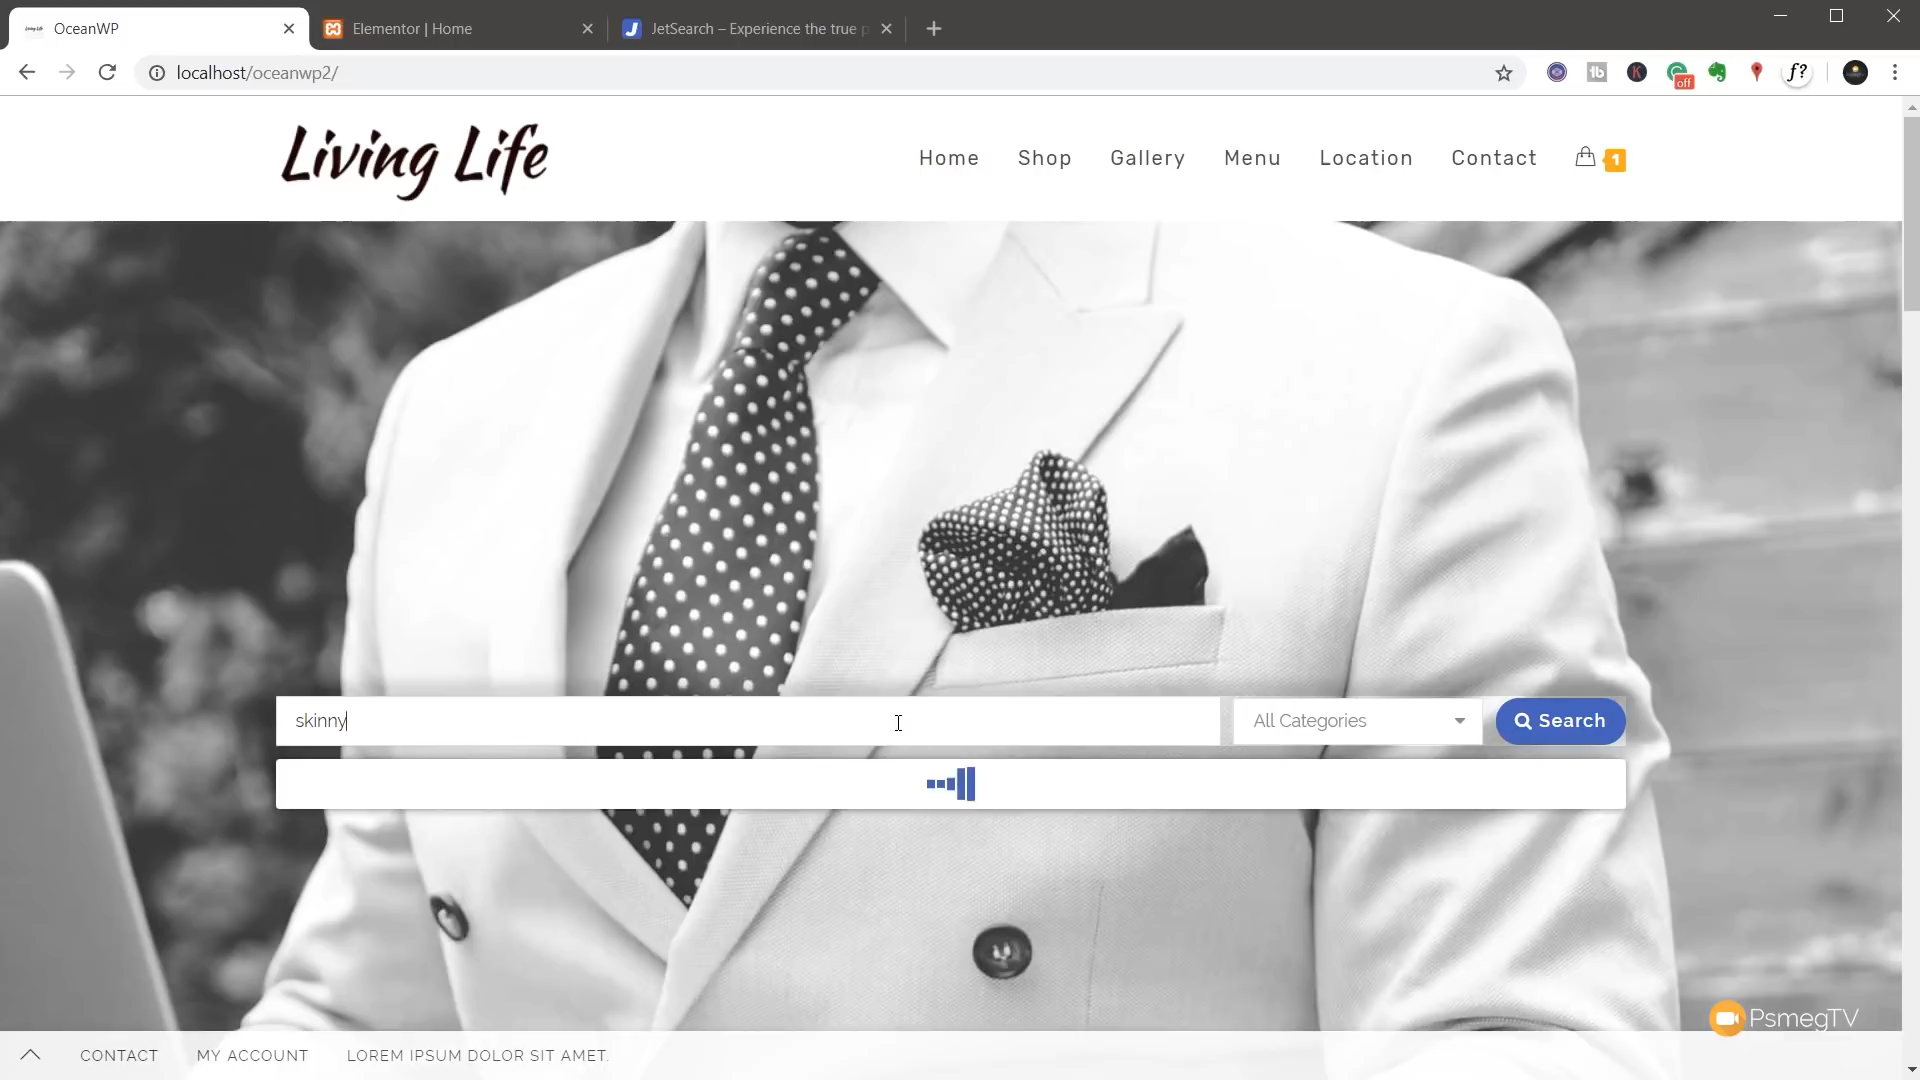 OceanWP
Elementor | Home
JetSearch – Experience the true p
localhost/oceanwp2/
off
f?
Living Life
Home
Shop
Gallery
Menu
Location
Contact
1
skinny
All Categories
Search
PsmegTV
CONTACT
MY ACCOUNT
LOREM IPSUM DOLOR SIT AMET.